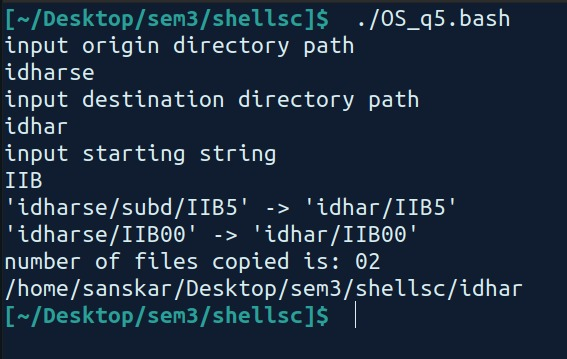 [~/Desktop/sem3/shellsc]$  ./OS_q5.bash
input origin directory path
idharse
input destination directory path
idhar
input starting string
IIB
'idharse/subd/IIB5' -> 'idhar/IIB5'
'idharse/IIB00' -> 'idhar/IIB00'
number of files copied is: 02
/home/sanskar/Desktop/sem3/shellsc/idhar
[~/Desktop/sem3/shellsc]$